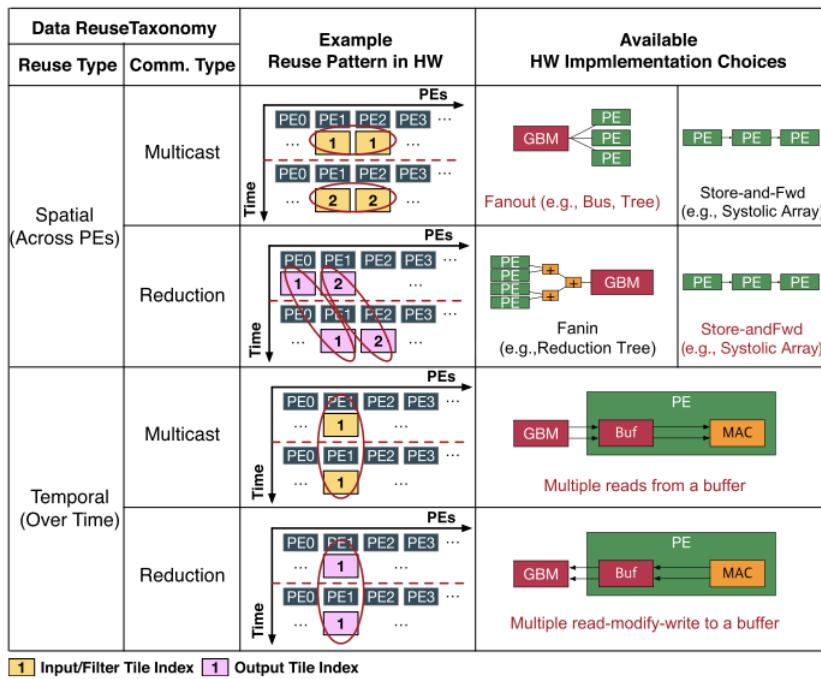 Data ReuseTaxonomy
Reuse Type
Comm. Type
Example
Reuse Pattern in HW
Available
HW Impmlementation Choices
Spatial
(Across PEs)
Multicast
PEs
Time
PE0 PE1 PE2 PE3 ...
... 1 1 ...
PE0 PE1 PE2 PE3 ...
... 2 2 ...
GBM
PE
PE
PE
Fanout (e.g., Bus, Tree)
PE PE PE
Store-and-Fwd
(e.g., Systolic Array)
Reduction
PEs
Time
PE0 PE1 PE2 PE3 ...
1 2 ...
PE0 PE1 PE2 PE3 ...
... 1 2 ...
PE
PE
PE
PE
+
+
+
GBM
Fanin
(e.g.,Reduction Tree)
PE PE PE
Store-andFwd
(e.g., Systolic Array)
Temporal
(Over Time)
Multicast
PEs
Time
PE0 PE1 PE2 PE3 ...
... 1 ...
PE0 PE1 PE2 PE3 ...
... 1 ...
PE
GBM Buf MAC
Multiple reads from a buffer
Reduction
PEs
Time
PE0 PE1 PE2 PE3 ...
... 1 ...
PE0 PE1 PE2 PE3 ...
... 1 ...
PE
GBM Buf MAC
Multiple read-modify-write to a buffer
1 Input/Filter Tile Index
1 Output Tile Index